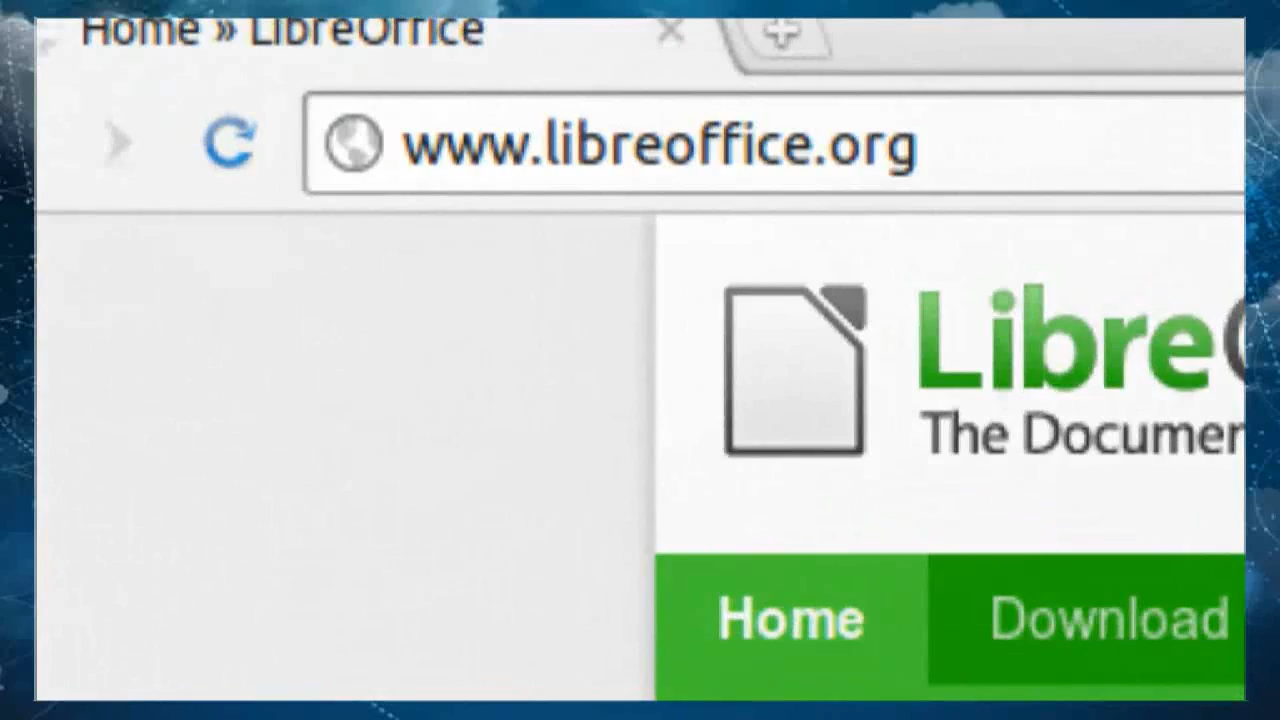 Home » LibreOffice
www.libreoffice.org
Libre
The Documen
Home
Download